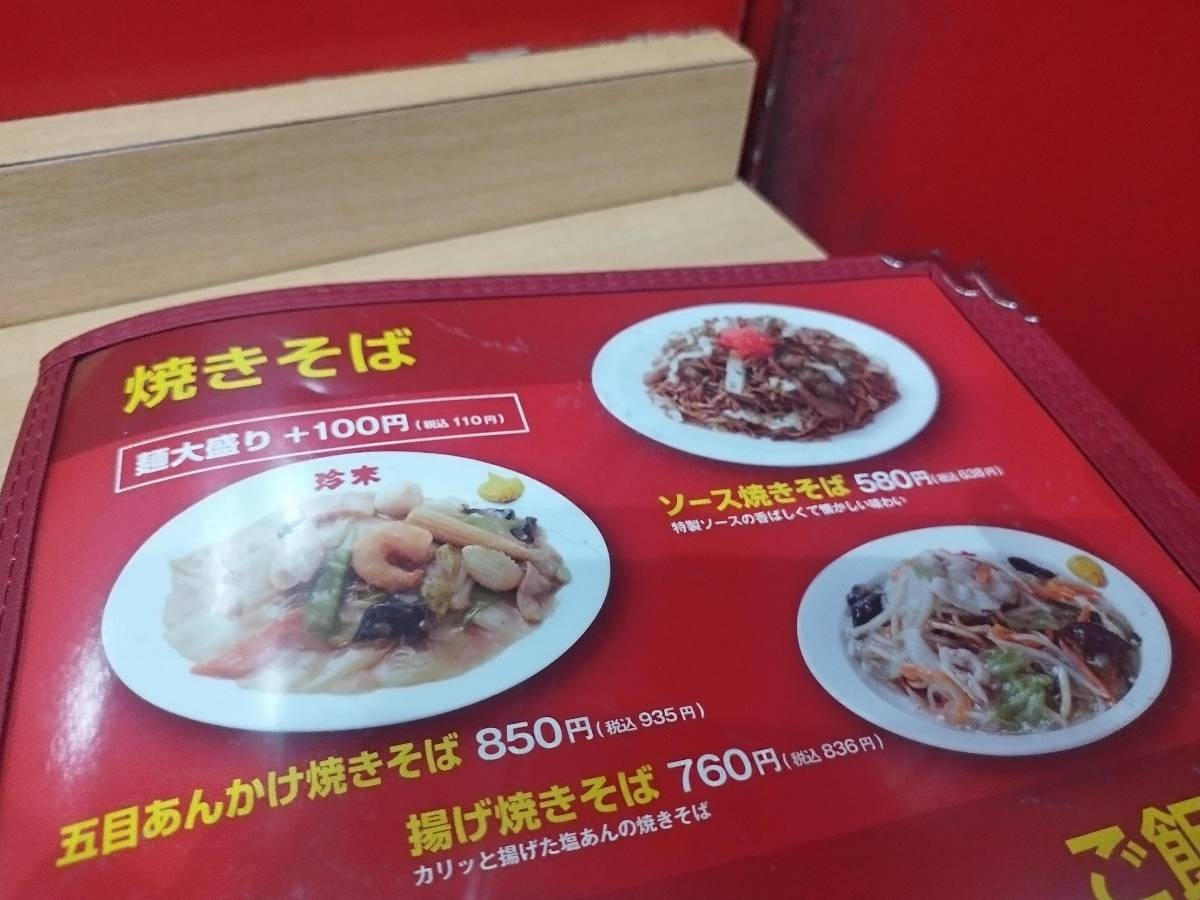 焼きそば
麺大盛り +100円(税込 110円)
珍来
ソース焼きそば 580円(税込 638円)
特製ソースの香ばしくて懐かしい味わい
五目あんかけ焼きそば 850円(税込 935円)
揚げ焼きそば 760円(税込 836円)
カリッと揚げた塩あんの焼きそば
ご飯